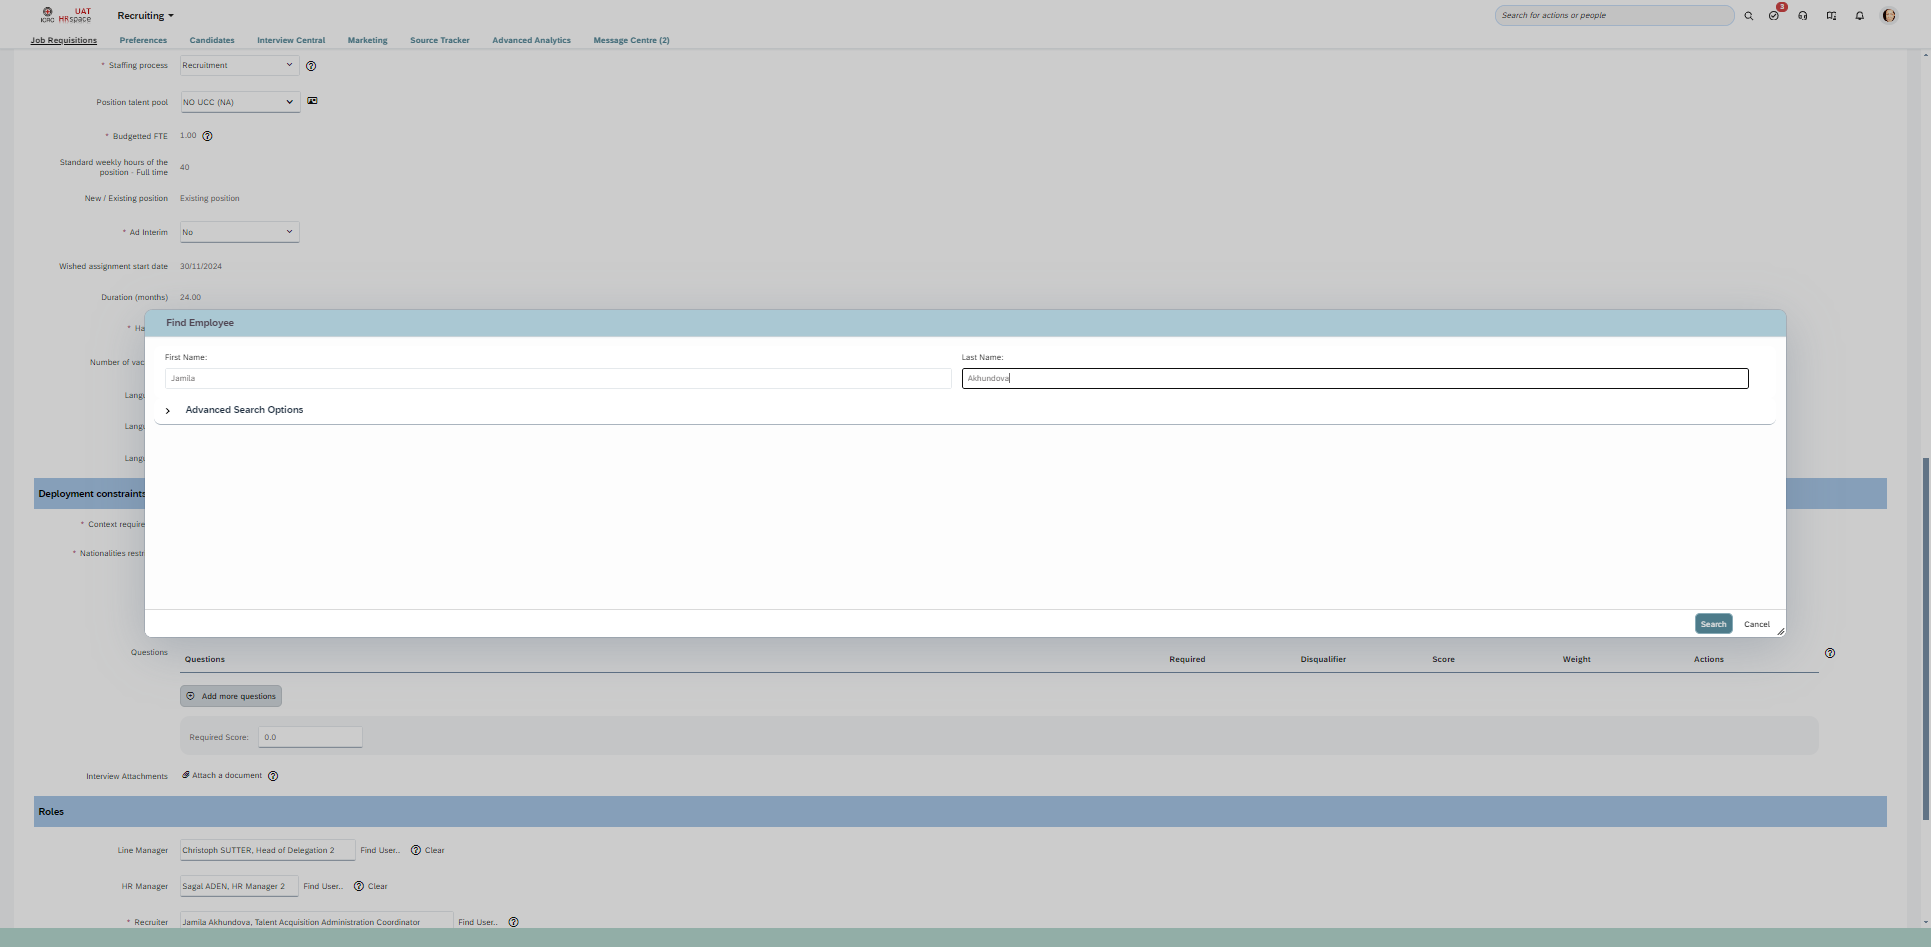 ICRC UAT HRspace Recruiting Search for actions or people 3
Job Requisitions Preferences Candidates Interview Central Marketing Source Tracker Advanced Analytics Message Centre (2)
* Staffing process Recruitment
Position talent pool NO UCC (NA)
* Budgetted FTE 1.00
Standard weekly hours of the
position - Full time 40
New / Existing position Existing position
* Ad Interim No
Wished assignment start date 30/11/2024
Duration (months) 24.00
* Ha
Number of vac
Langu
Langu
Langu
Find Employee
First Name: Last Name:
Jamila Akhundova
Advanced Search Options
Search Cancel
Deployment constraints
* Context require
* Nationalities restr
Questions Questions Required Disqualifier Score Weight Actions
Add more questions
Required Score: 0.0
Interview Attachments Attach a document
Roles
Line Manager Christoph SUTTER, Head of Delegation 2 Find User.. Clear
HR Manager Sagal ADEN, HR Manager 2 Find User.. Clear
* Recruiter Jamila Akhundova, Talent Acquisition Administration Coordinator Find User..